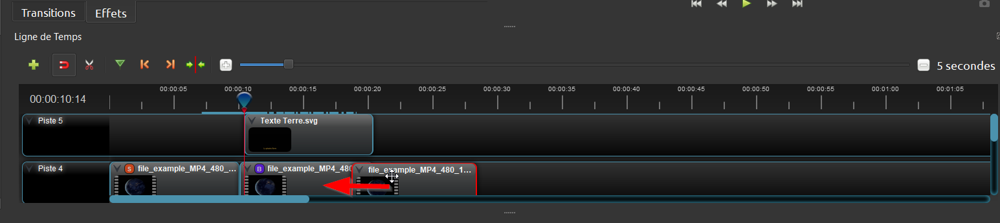 Transitions Effets
Ligne de Temps
5 secondes
00:00:10:14
00:00:05 00:00:10 00:00:15 00:00:20 00:00:25 00:00:30 00:00:35 00:00:40 00:00:45 00:00:50 00:00:55 00:01:00 00:01:05
Piste 5 Texte Terre.svg
Piste 4 S file_example_MP4_480_... B file_example_MP4_480 file_example_MP4_480_1...